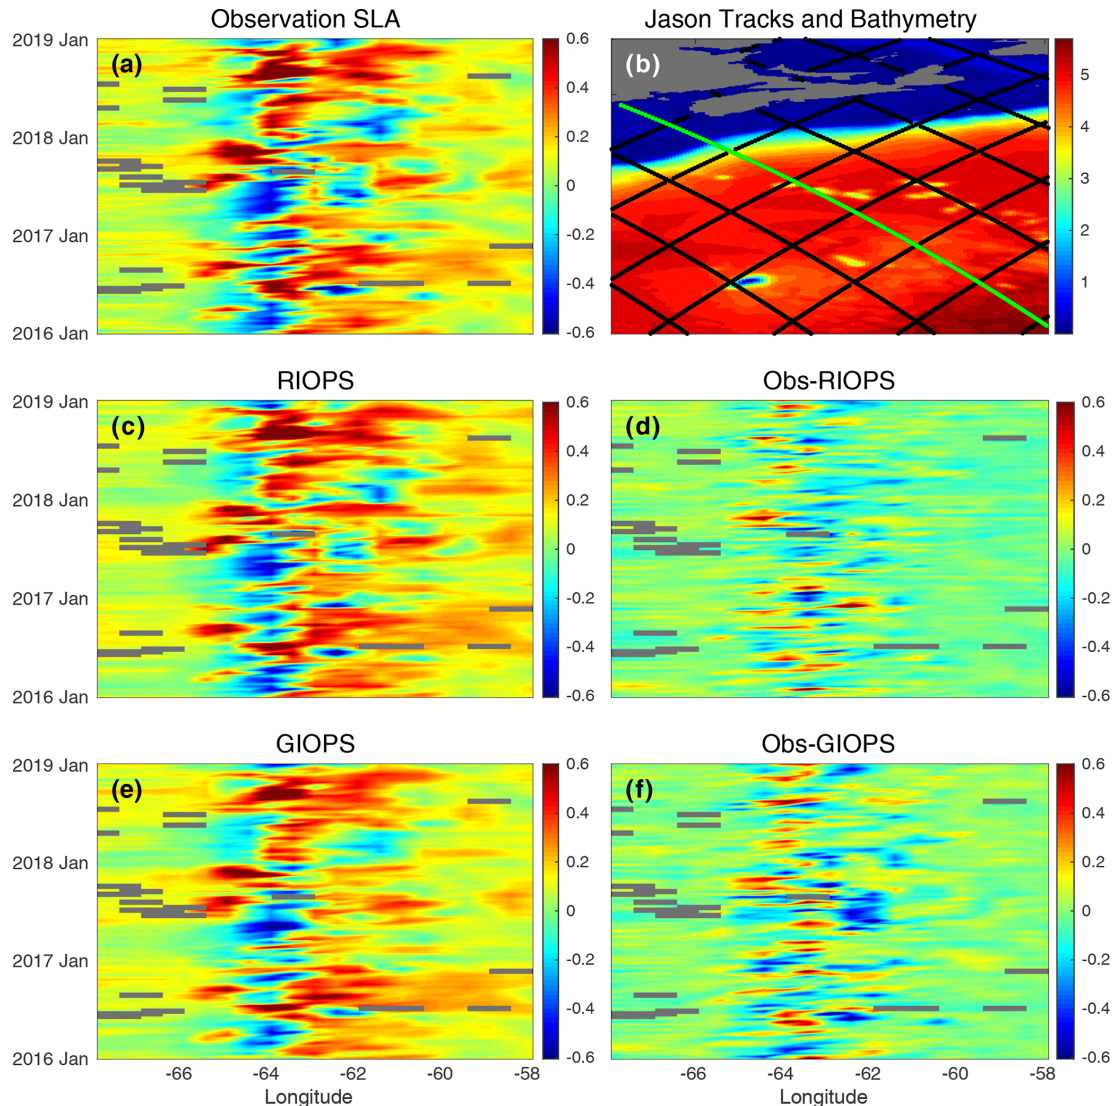 Observation SLA
Jason Tracks and Bathymetry
2019 Jan
2018 Jan
2017 Jan
2016 Jan
(a)
0.6
0.4
0.2
0
-0.2
-0.4
-0.6
(b)
5
4
3
2
1
RIOPS
Obs-RIOPS
2019 Jan
2018 Jan
2017 Jan
2016 Jan
(c)
0.6
0.4
0.2
0
-0.2
-0.4
-0.6
(d)
0.6
0.4
0.2
0
-0.2
-0.4
-0.6
GIOPS
Obs-GIOPS
2019 Jan
2018 Jan
2017 Jan
2016 Jan
(e)
0.6
0.4
0.2
0
-0.2
-0.4
-0.6
(f)
0.6
0.4
0.2
0
-0.2
-0.4
-0.6
-66 -64 -62 -60 -58
Longitude
-66 -64 -62 -60 -58
Longitude